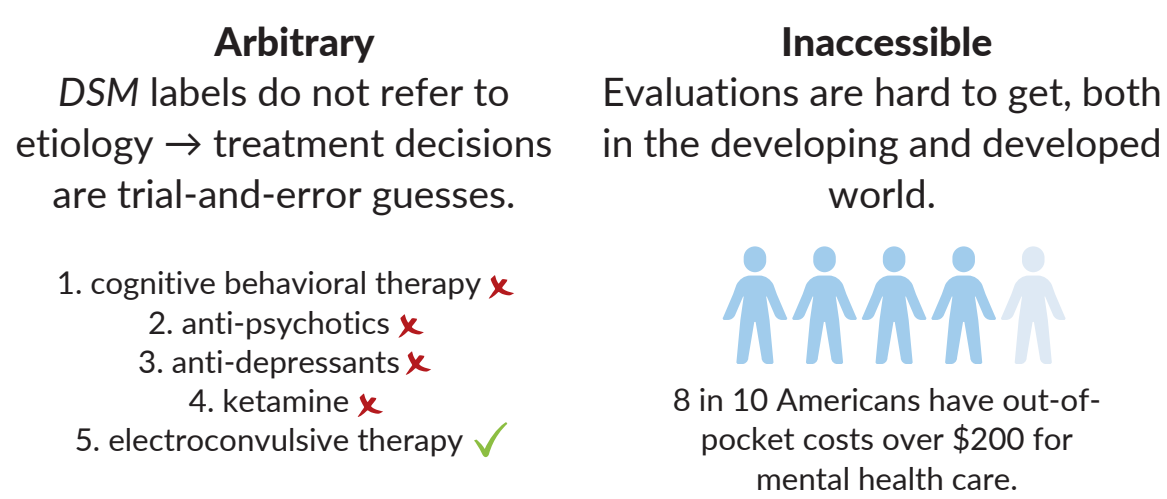 Arbitrary
DSM labels do not refer to
etiology → treatment decisions
are trial-and-error guesses.
1. cognitive behavioral therapy ✗
2. anti-psychotics ✗
3. anti-depressants ✗
4. ketamine ✗
5. electroconvulsive therapy ✓
Inaccessible
Evaluations are hard to get, both
in the developing and developed
world.
8 in 10 Americans have out-of-
pocket costs over $200 for
mental health care.